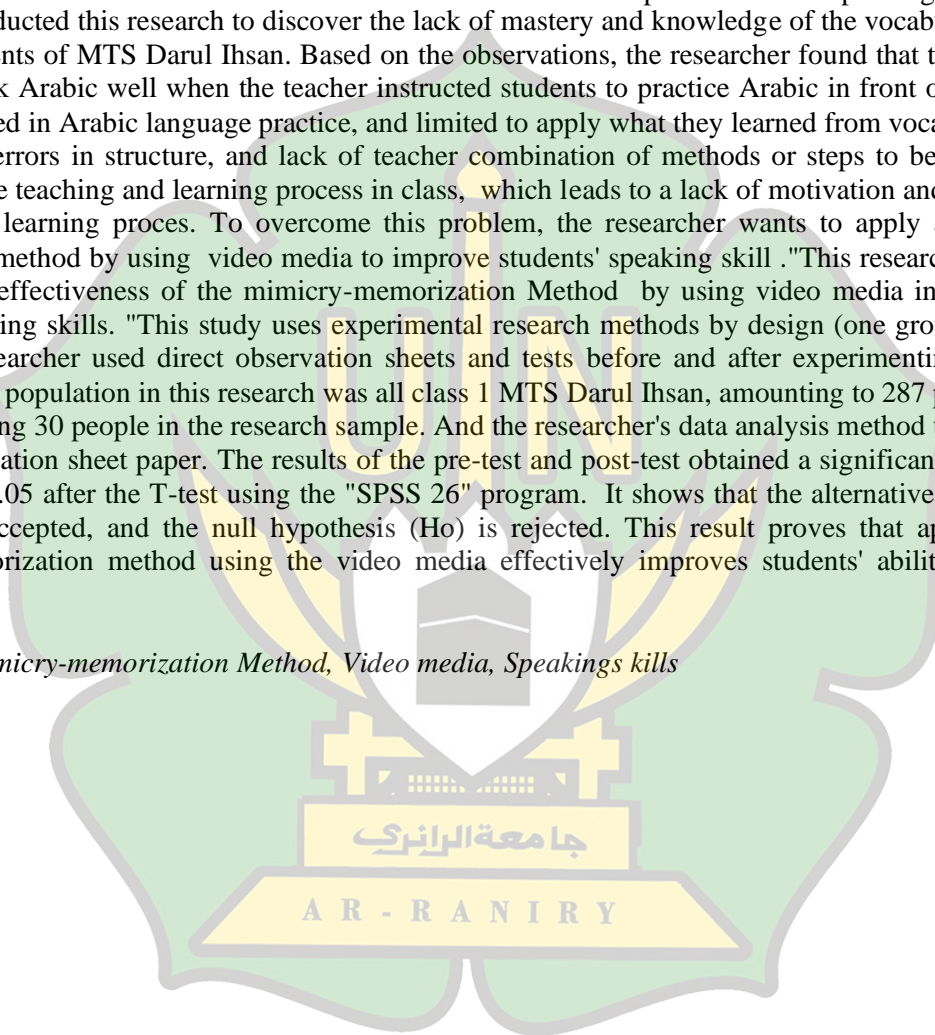 ducted this research to discover the lack of mastery and knowledge of the vocab
ents of MTS Darul Ihsan. Based on the observations, the researcher found that t
k Arabic well when the teacher instructed students to practice Arabic in front o
ed in Arabic language practice, and limited to apply what they learned from voca
errors in structure, and lack of teacher combination of methods or steps to be
e teaching and learning process in class, which leads to a lack of motivation and
learning proces. To overcome this problem, the researcher wants to apply
method by using video media to improve students' speaking skill ."This researc
effectiveness of the mimicry-memorization Method by using video media in
ing skills. "This study uses experimental research methods by design (one grou
earcher used direct observation sheets and tests before and after experimenti
population in this research was all class 1 MTS Darul Ihsan, amounting to 287 p
ng 30 people in the research sample. And the researcher's data analysis method
ation sheet paper. The results of the pre-test and post-test obtained a significan
.05 after the T-test using the "SPSS 26" program. It shows that the alternative
ccepted, and the null hypothesis (Ho) is rejected. This result proves that ap
orization method using the video media effectively improves students' abilit
micry-memorization Method, Video media, Speakings kills
UIN
جامعة الرانري
AR-RANIRY